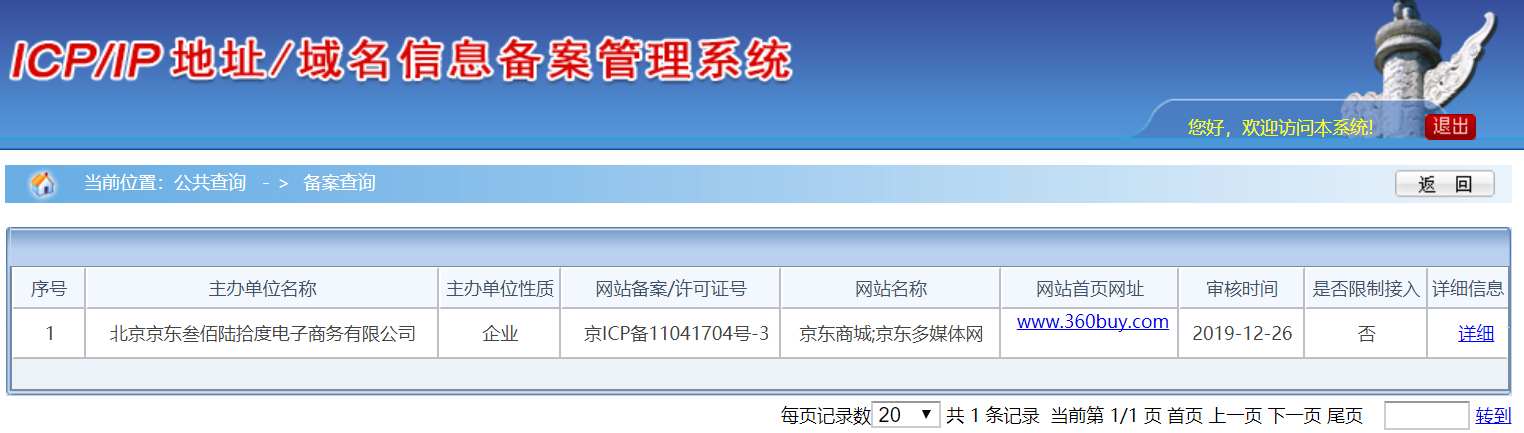 ICP/IP 地址/域名信息备案管理系统
您好，欢迎访问本系统! 退出
当前位置：公共查询 - > 备案查询 返 回
序号 主办单位名称 主办单位性质 网站备案/许可证号 网站名称 网站首页网址 审核时间 是否限制接入 详细信息
1 北京京东叁佰陆拾度电子商务有限公司 企业 京ICP备11041704号-3 京东商城;京东多媒体网 www.360buy.com 2019-12-26 否 详细
每页记录数 20 共 1 条记录 当前第 1/1 页 首页 上一页 下一页 尾页 转到